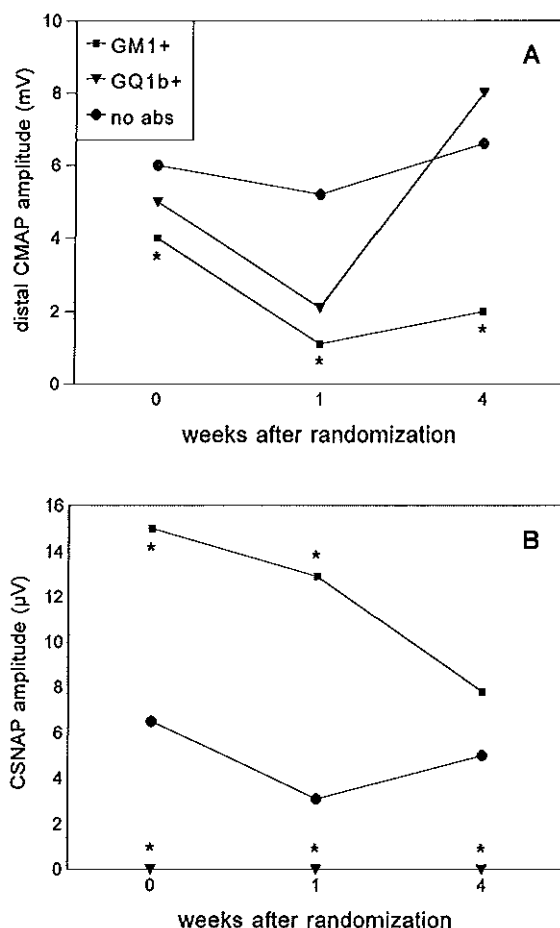 10
8
6
4
2
0
distal CMAP amplitude (mV)
GM1+
GQ1b+
no abs
A
*
*
*
0 1 4
weeks after randomization
16
14
12
10
8
6
4
2
0
CSNAP amplitude (µV)
B
* *
* * *
0 1 4
weeks after randomization